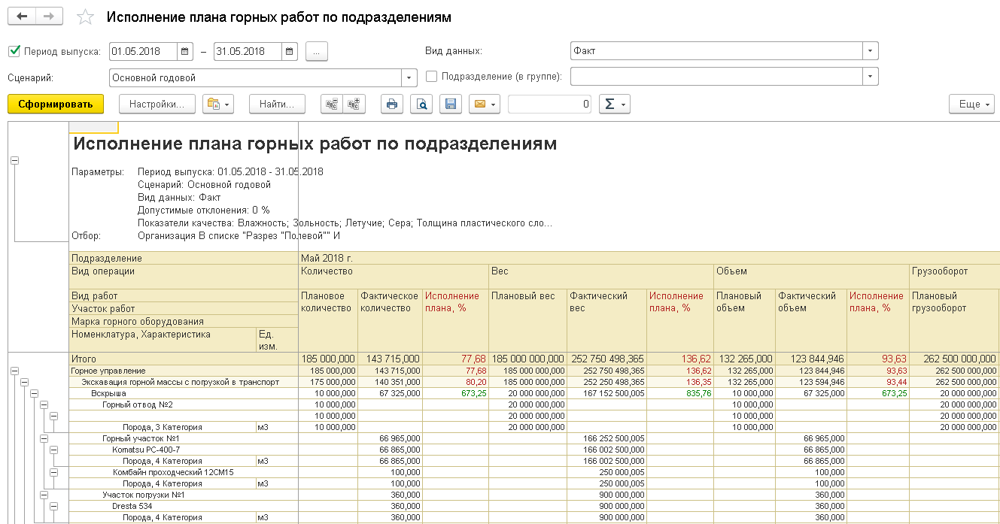 Исполнение плана горных работ по подразделениям
Период выпуска: 01.05.2018 – 31.05.2018 ... Вид данных: Факт
Сценарий: Основной годовой Подразделение (в группе):
Сформировать Настройки... Найти... 0 Σ Еще
Исполнение плана горных работ по подразделениям
Параметры: Период выпуска: 01.05.2018 - 31.05.2018
Сценарий: Основной годовой
Вид данных: Факт
Допустимые отклонения: 0 %
Показатели качества: Влажность; Зольность; Летучие; Сера; Толщина пластического сло...
Отбор: Организация В списке "Разрез "Полевой"" И
Подразделение Май 2018 г.
Вид операции Количество Вес Объем Грузооборот
Вид работ Плановое Фактическое Исполнение Плановый вес Фактический Исполнение Плановый Фактический Исполнение Плановый
Участок работ количество количество плана, % вес плана, % объем объем плана, % грузооборот
Марка горного оборудования
Номенклатура, Характеристика Ед.
изм.
Итого 185 000,000 143 715,000 77,68 185 000 000,000 252 750 498,365 136,62 132 265,000 123 844,946 93,63 262 500 000,000
Горное управление 185 000,000 143 715,000 77,68 185 000 000,000 252 750 498,365 136,62 132 265,000 123 844,946 93,63 262 500 000,000
Экскавация горной массы с погрузкой в транспорт 175 000,000 140 351,000 80,20 185 000 000,000 252 250 498,365 136,35 132 265,000 123 594,946 93,44 262 500 000,000
Вскрыша 10 000,000 67 325,000 673,25 20 000 000,000 167 152 500,005 835,76 10 000,000 67 325,000 673,25 20 000 000,000
Горный отвод №2 10 000,000 20 000 000,000 10 000,000 20 000 000,000
10 000,000 20 000 000,000 10 000,000 20 000 000,000
Порода, 3 Категория м3 10 000,000 20 000 000,000 10 000,000 20 000 000,000
Горный участок №1 66 965,000 166 252 500,005 66 965,000
Komatsu PC-400-7 66 865,000 166 002 500,000 66 865,000
Порода, 4 Категория м3 66 865,000 166 002 500,000 66 865,000
Комбайн проходческий 12СМ15 100,000 250 000,005 100,000
Порода, 4 Категория м3 100,000 250 000,005 100,000
Участок погрузки №1 360,000 900 000,000 360,000
Dresta 534 360,000 900 000,000 360,000
Порода, 4 Категория м3 360,000 900 000,000 360,000